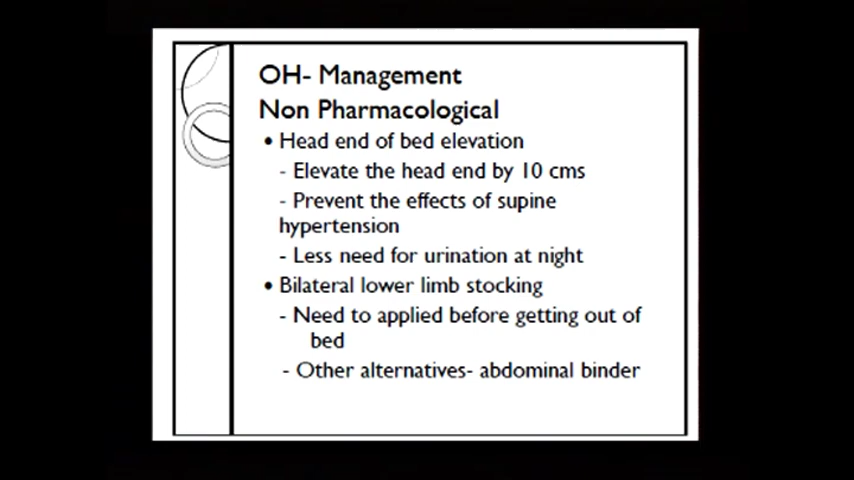 OH- Management
Non Pharmacological
• Head end of bed elevation
- Elevate the head end by 10 cms
- Prevent the effects of supine
hypertension
- Less need for urination at night
• Bilateral lower limb stocking
- Need to applied before getting out of
bed
- Other alternatives- abdominal binder